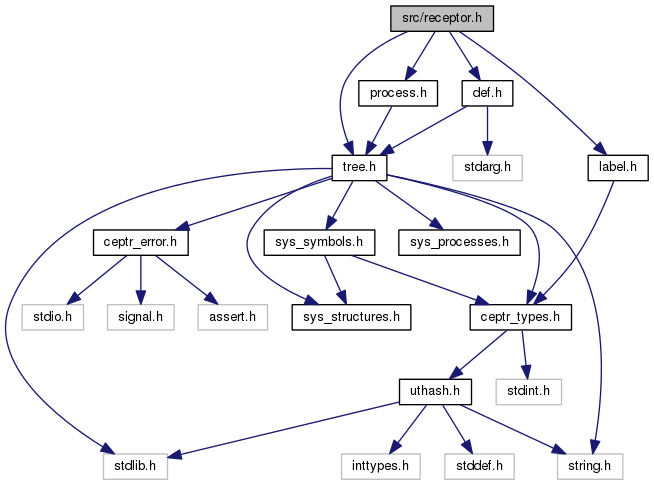 src/receptor.h
process.h
def.h
tree.h
stdarg.h
label.h
ceptr_error.h
sys_symbols.h
sys_processes.h
stdio.h
signal.h
assert.h
sys_structures.h
ceptr_types.h
uthash.h
stdint.h
stdlib.h
inttypes.h
stddef.h
string.h